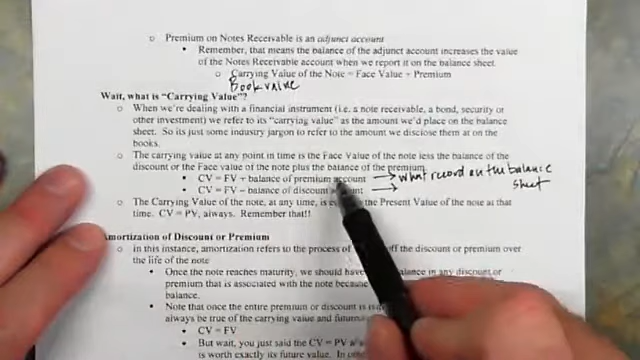 o Premium on Notes Receivable is an adjunct account
▪ Remember, that means the balance of the adjunct account increases the value
of the Notes Receivable account when we report it on the balance sheet.
o Carrying Value of the Note = Face Value + Premium
Book value
Wait, what is "Carrying Value"?
o When we're dealing with a financial instrument (i.e. a note receivable, a bond, security or
other investment) we refer to its "carrying value" as the amount we'd place on the balance
sheet. So its just some industry jargon to refer to the amount we disclose them at on the
books.
o The carrying value at any point in time is the Face Value of the note less the balance of the
discount or the Face value of the note plus the balance of the premium.
▪ CV = FV + balance of premium account → what record on the balance
sheet
▪ CV = FV – balance of discount →
o The Carrying Value of the note, at any time, is the Present Value of the note at that
time. CV = PV, always. Remember that!!
Amortization of Discount or Premium
o in this instance, amortization refers to the process of off the discount or premium over
the life of the note
▪ Once the note reaches maturity, we should have balance in any discount or
premium that is associated with the note because
balance.
▪ Note that once the entire premium or discount is
always be true of the carrying value and future
CV = FV
▪ But wait, you just said the CV = PV
is worth exactly its future value. In